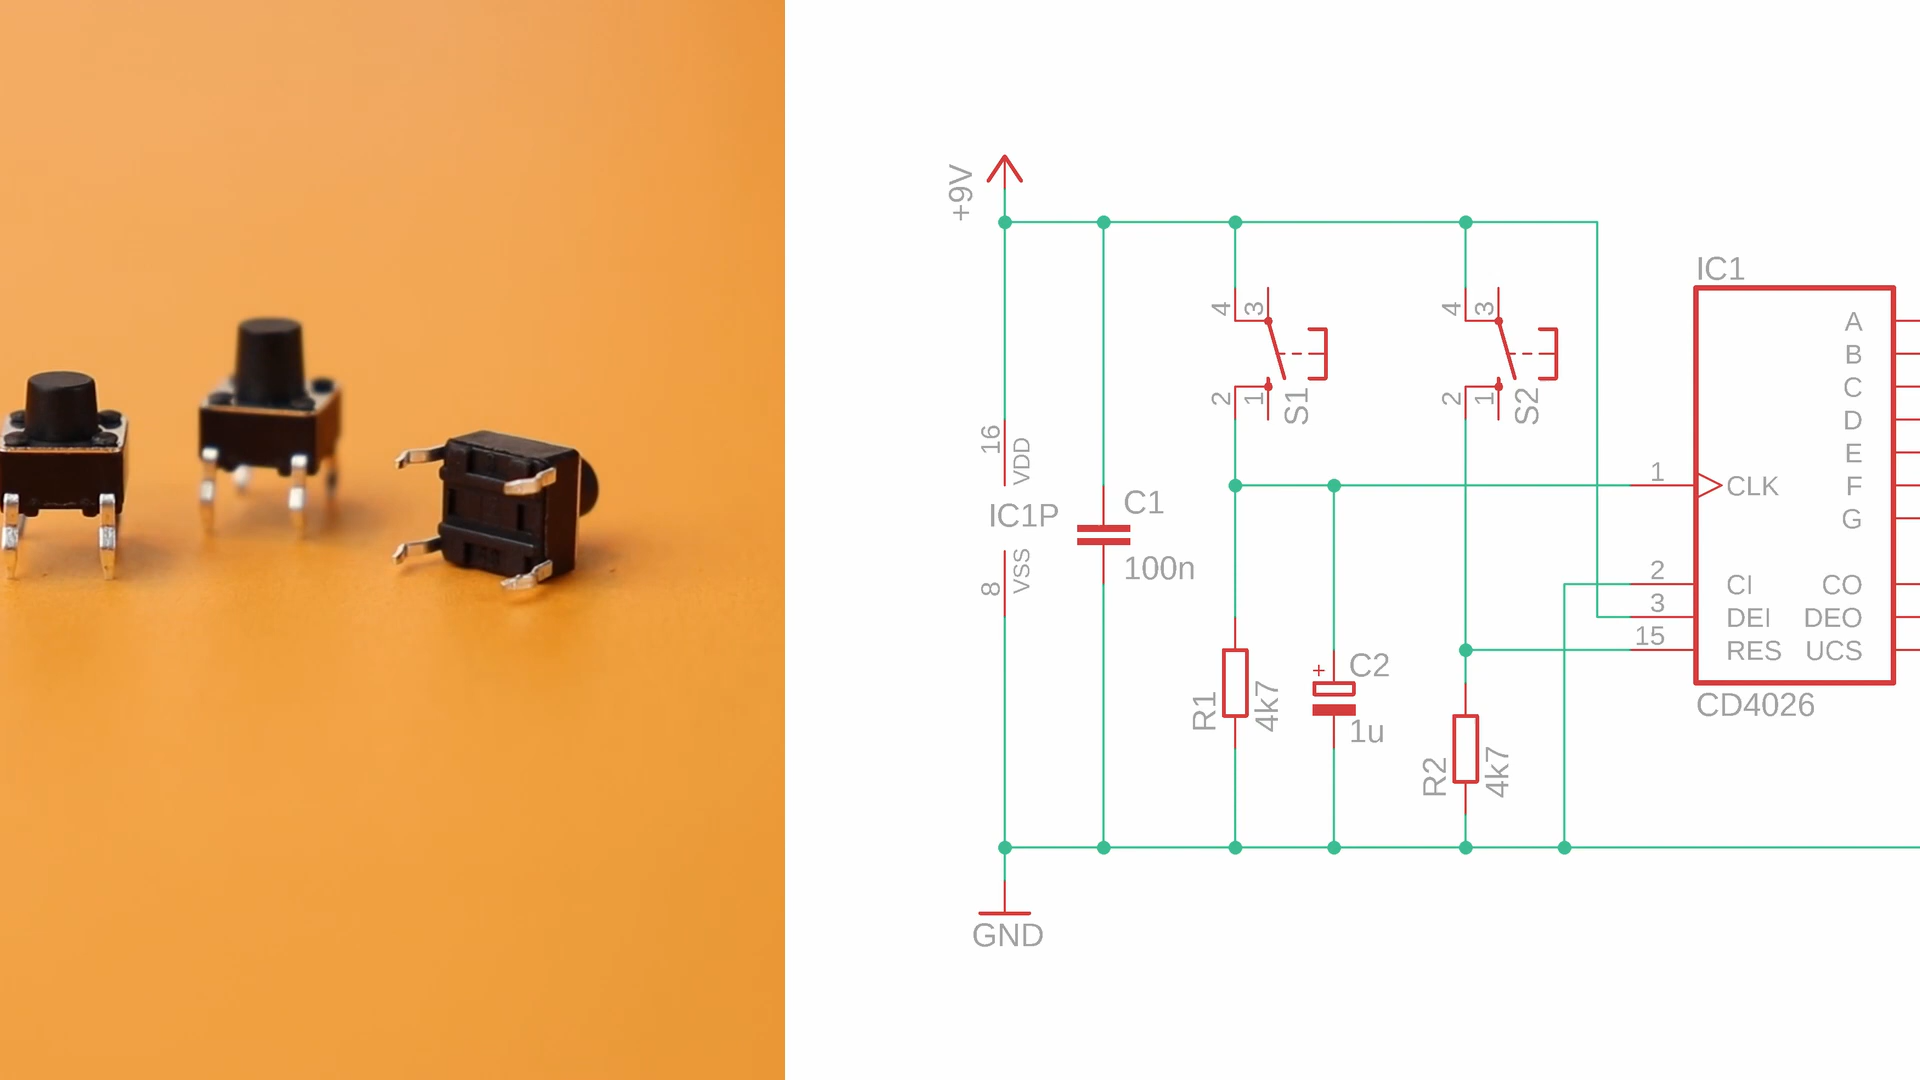 +9V
IC1
4
3
4
3
A
B
C
2
1
S1
2
1
S2
D
16
VDD
E
1
CLK
F
IC1P
C1
G
VSS
8
100n
2
CI
CO
3
DEI
DEO
15
RES
UCS
+
C2
R1
4k7
1u
CD4026
R2
4k7
GND